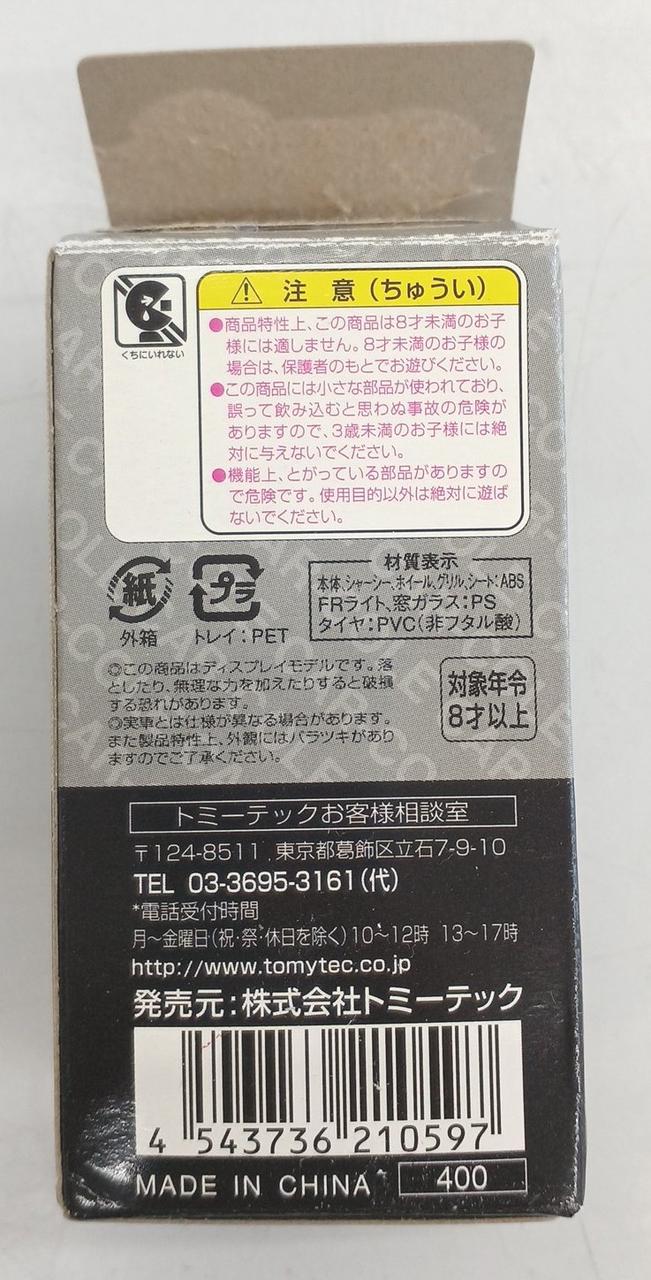 くちにいれない
注 意（ちゅうい）
●商品特性上、この商品は8才未満のお子
様には適しません。8才未満のお子様の
場合は、保護者のもとでお遊びください。
●この商品には小さな部品が使われており、
誤って飲み込むと思わぬ事故の危険が
ありますので、3歳未満のお子様には絶
対に与えないでください。
●機能上、とがっている部品がありますの
で危険です。使用目的以外は絶対に遊ば
ないでください。
紙
外箱
プラ
トレイ：PET
材質表示
本体、シャーシー、ホイール、グリル、シート：ABS
FRライト、窓ガラス：PS
タイヤ：PVC（非フタル酸）
◎この商品はディスプレイモデルです。落
としたり、無理な力を加えたりすると破損
する恐れがあります。
◎実車とは仕様が異なる場合があります。
また製品特性上、外観にはバラツキがあり
ますのでご了承ください。
対象年令
8才以上
トミーテックお客様相談室
〒124-8511 東京都葛飾区立石7-9-10
TEL 03-3695-3161（代）
*電話受付時間
月～金曜日（祝・祭・休日を除く）10～12時 13～17時
http://www.tomytec.co.jp
発売元：株式会社トミーテック
4 543736 210597
MADE IN CHINA 400